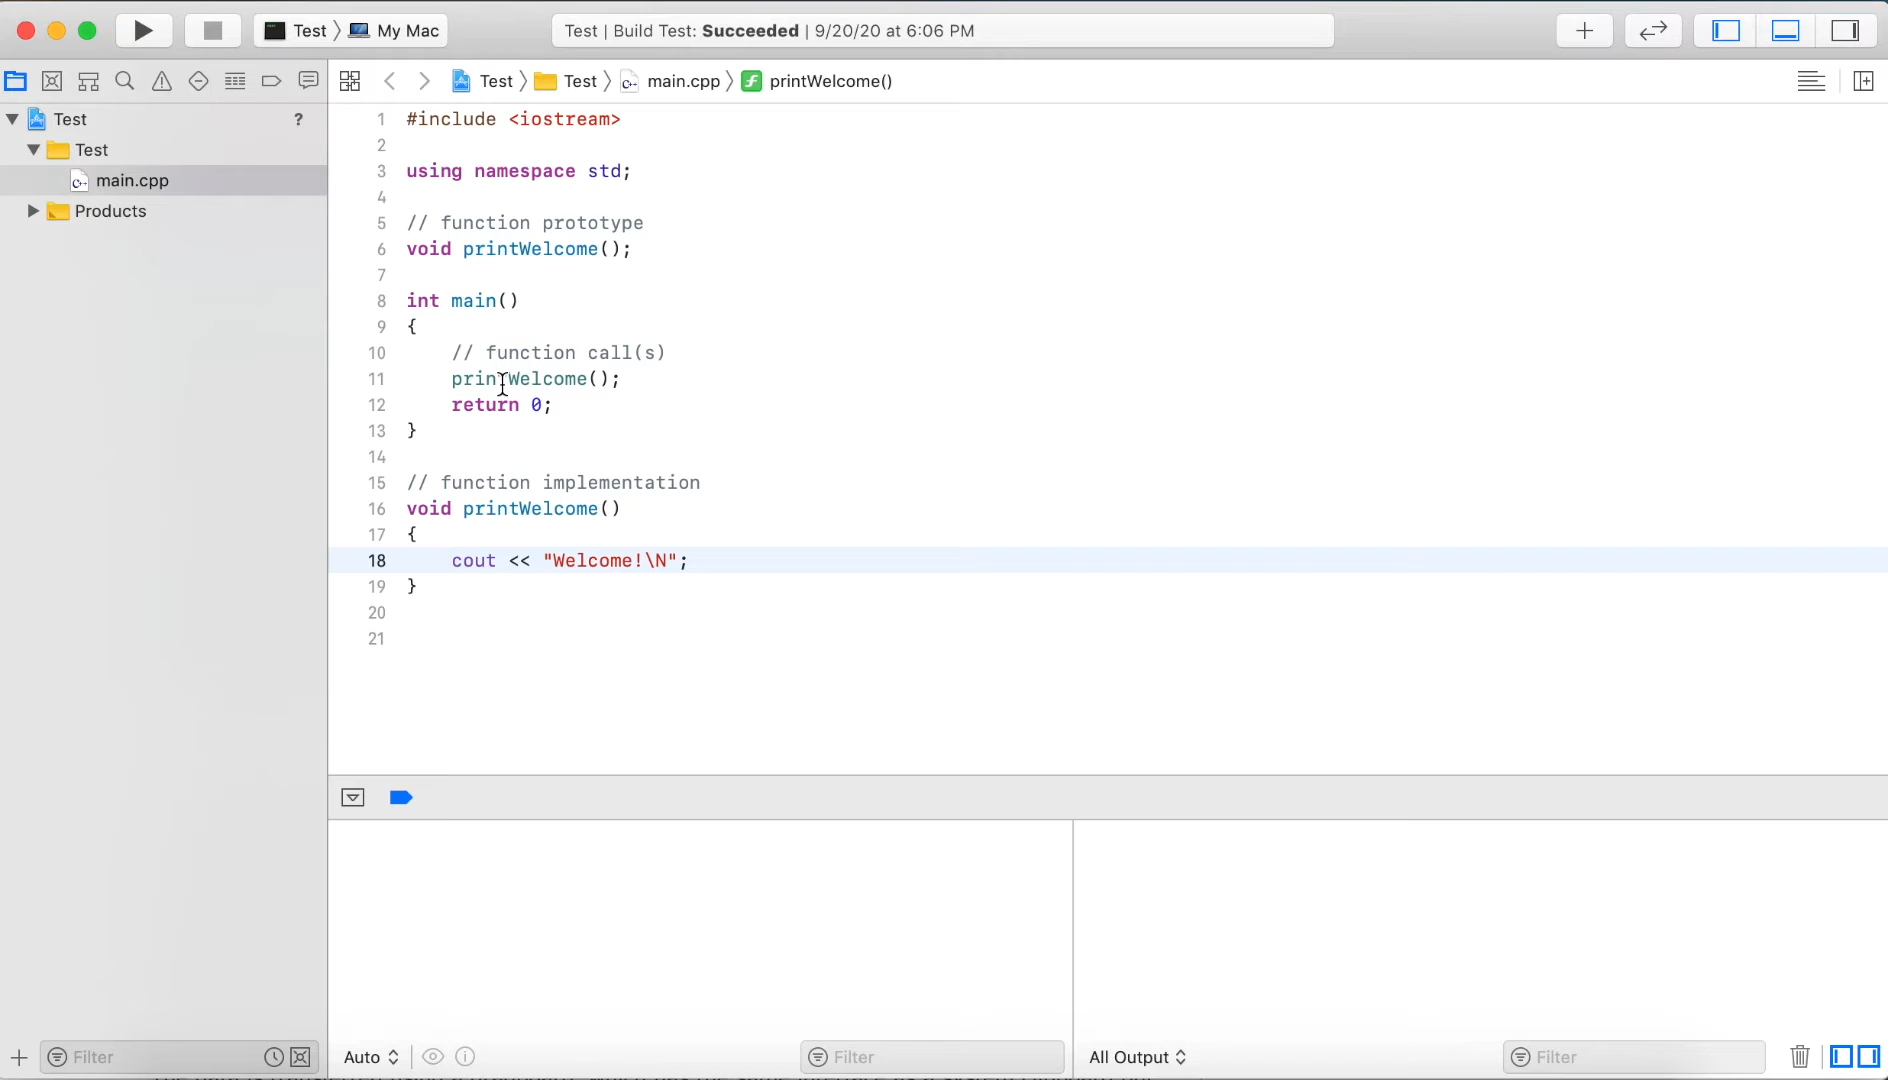 Test My Mac Test | Build Test: Succeeded | 9/20/20 at 6:06 PM
Test Test main.cpp printWelcome()
Test ?
Test
main.cpp
Products
1 #include <iostream>
2
3 using namespace std;
4
5 // function prototype
6 void printWelcome();
7
8 int main()
9 {
10 // function call(s)
11 printWelcome();
12 return 0;
13 }
14
15 // function implementation
16 void printWelcome()
17 {
18 cout << "Welcome!\N";
19 }
20
21
Filter Auto Filter All Output Filter